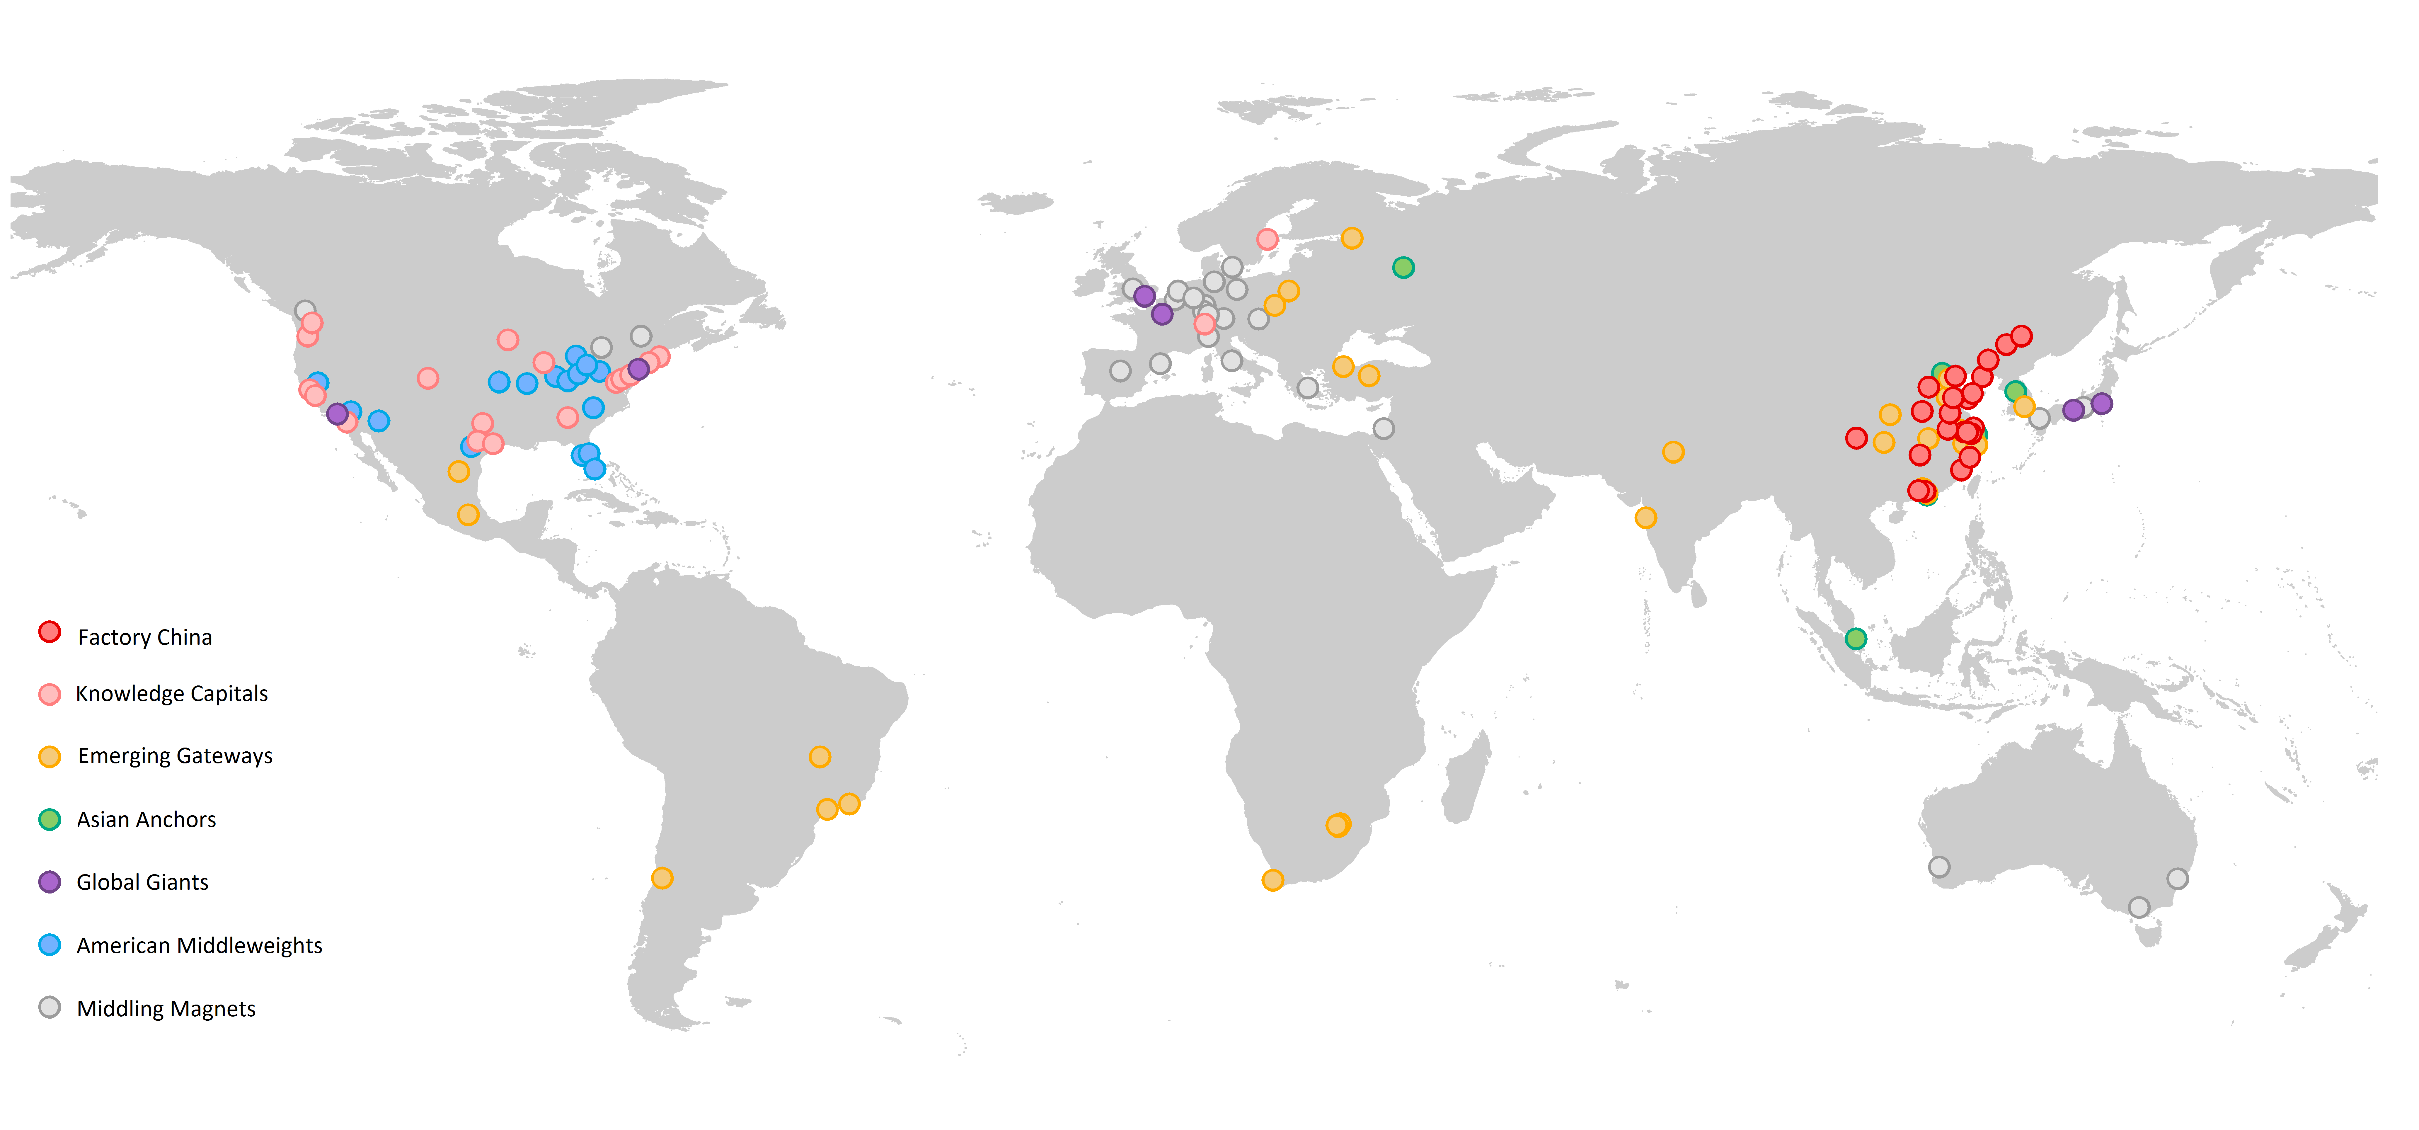 Factory China
Knowledge Capitals
Emerging Gateways
Asian Anchors
Global Giants
American Middleweights
Middling Magnets